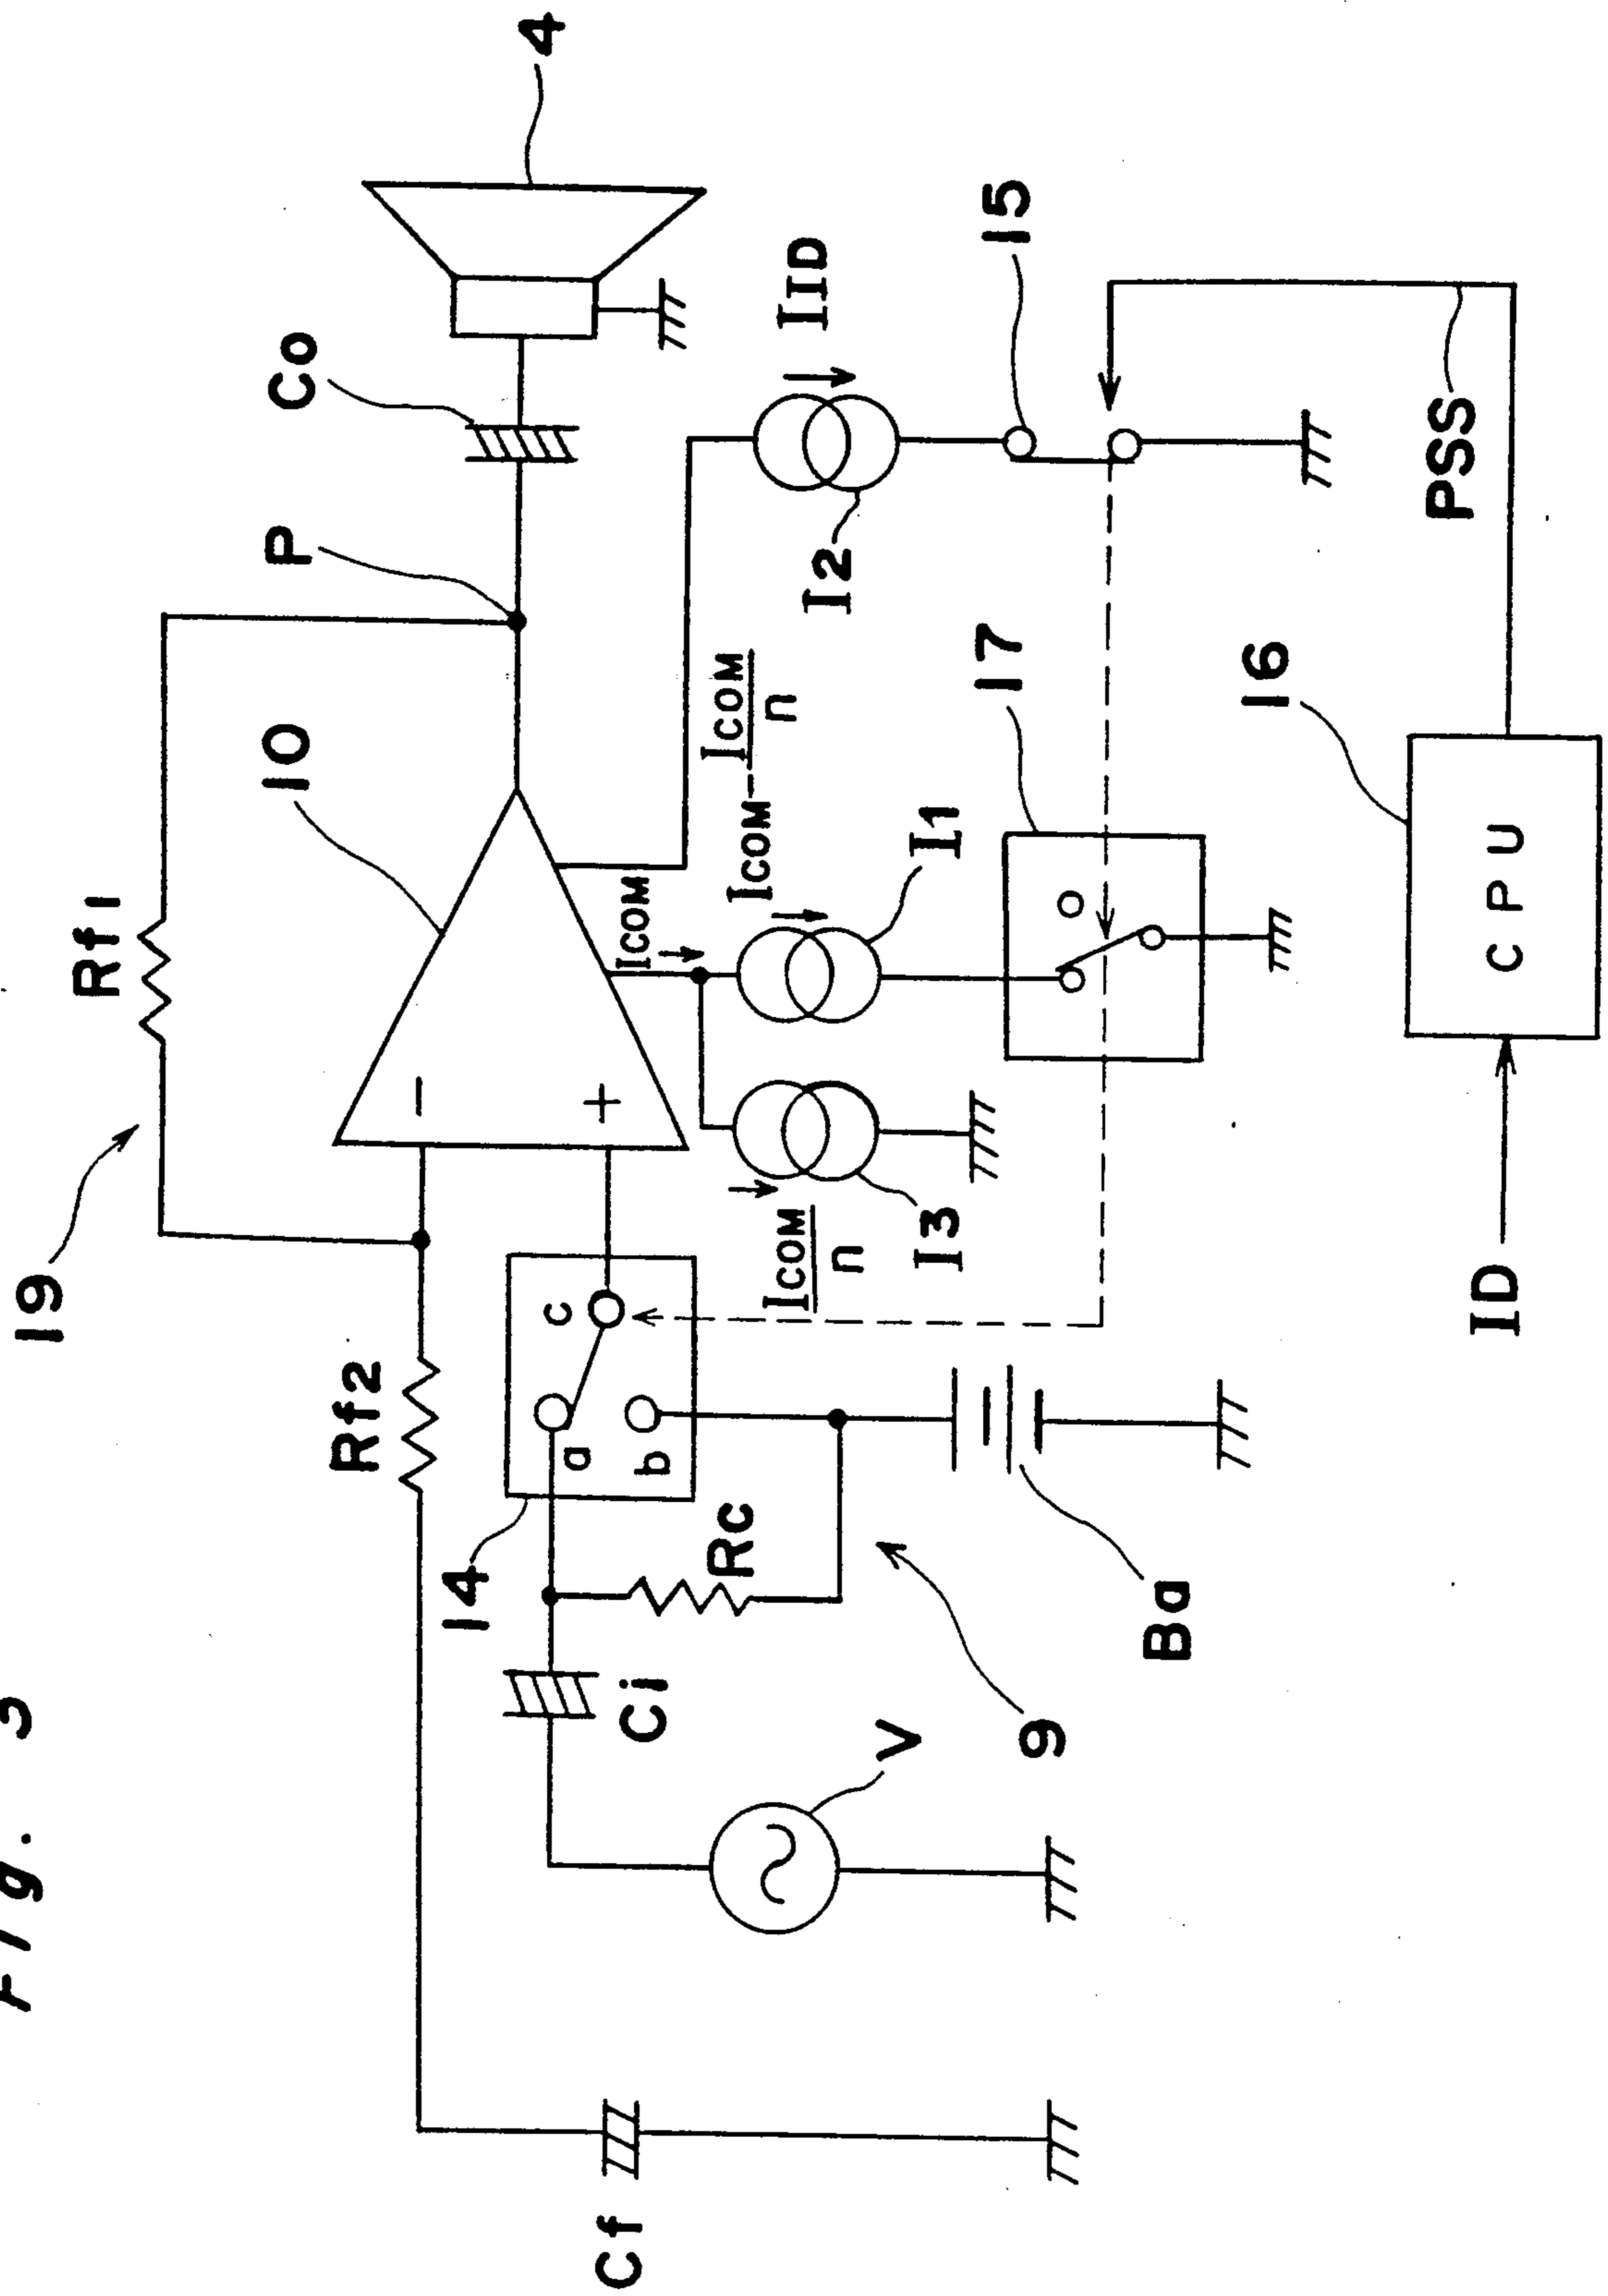 Fig. 3
19
Rf1
10
P
Co
4
Rf2
14
a
b
c
−
+
Ci
Rc
V
9
Ba
Cf
ICOM
ICOM/n
ICOM−ICOM/n
I3
I1
I2
IID
17
15
16
CPU
ID
PSS